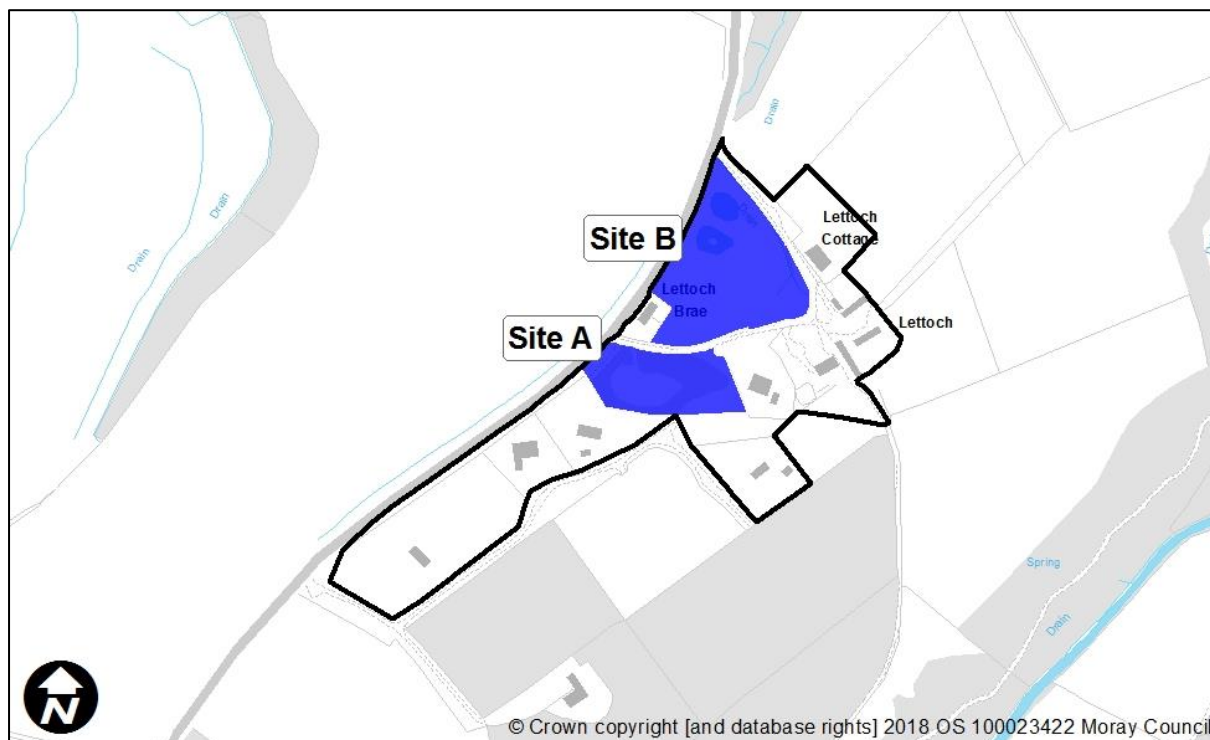 Drain
Drain
Drain
Drain
Site B
Lettoch
Cottage
Lettoch
Brae
Site A
Lettoch
Spring
Drain
N
© Crown copyright [and database rights] 2018 OS 100023422 Moray Council